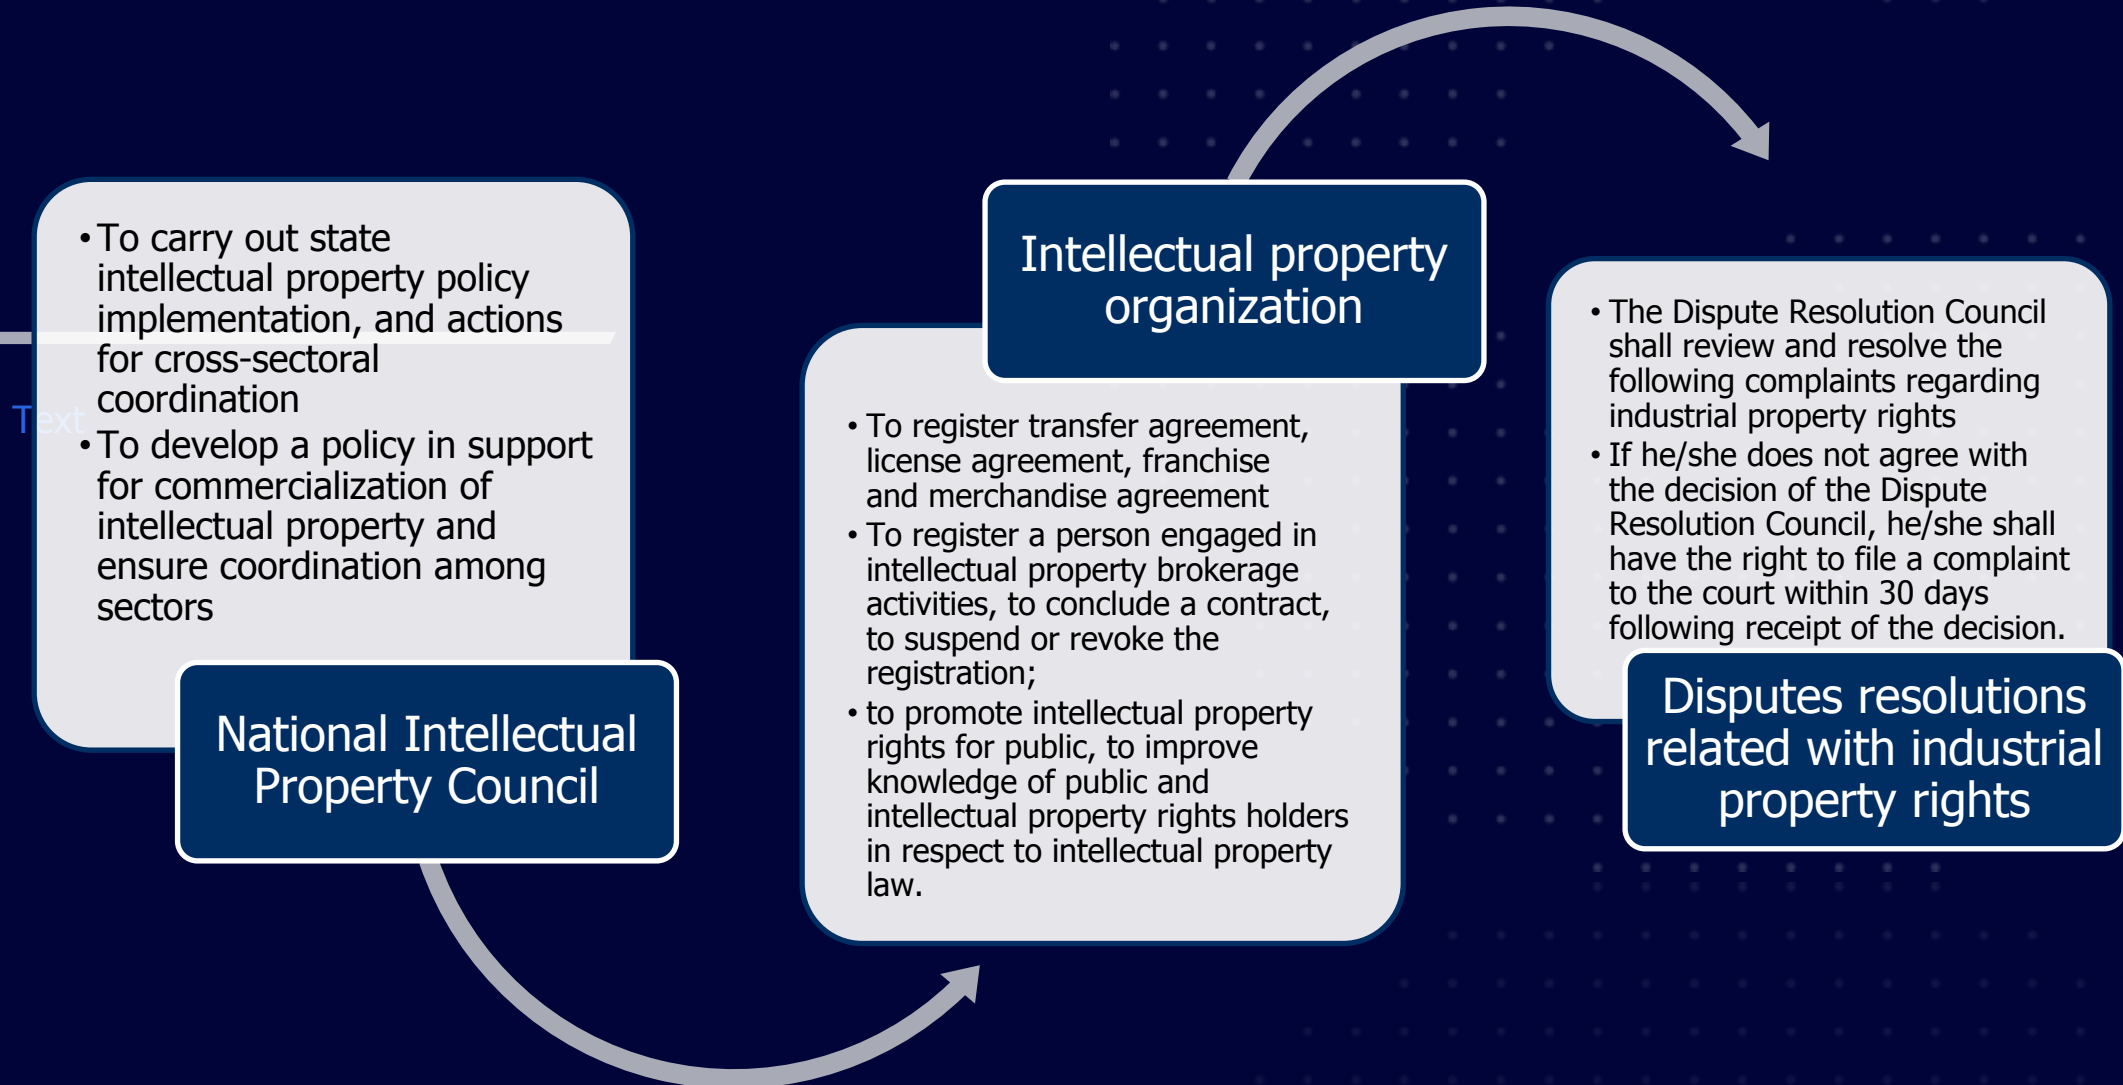 • To carry out state
intellectual property policy
implementation, and actions
for cross-sectoral
coordination
• To develop a policy in support
for commercialization of
intellectual property and
ensure coordination among
sectors
Text
National Intellectual
Property Council
Intellectual property
organization
• To register transfer agreement,
license agreement, franchise
and merchandise agreement
• To register a person engaged in
intellectual property brokerage
activities, to conclude a contract,
to suspend or revoke the
registration;
• to promote intellectual property
rights for public, to improve
knowledge of public and
intellectual property rights holders
in respect to intellectual property
law.
• The Dispute Resolution Council
shall review and resolve the
following complaints regarding
industrial property rights
• If he/she does not agree with
the decision of the Dispute
Resolution Council, he/she shall
have the right to file a complaint
to the court within 30 days
following receipt of the decision.
Disputes resolutions
related with industrial
property rights